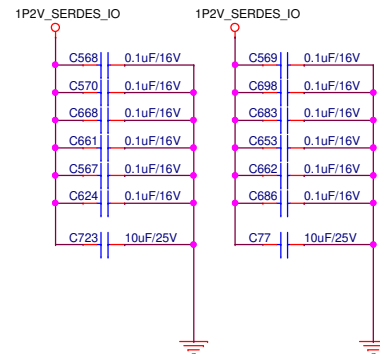 1P2V_SERDES_IO 1P2V_SERDES_IO
C568 0.1uF/16V C569 0.1uF/16V
C570 0.1uF/16V C698 0.1uF/16V
C668 0.1uF/16V C683 0.1uF/16V
C661 0.1uF/16V C653 0.1uF/16V
C567 0.1uF/16V C662 0.1uF/16V
C624 0.1uF/16V C686 0.1uF/16V
C723 10uF/25V C77 10uF/25V